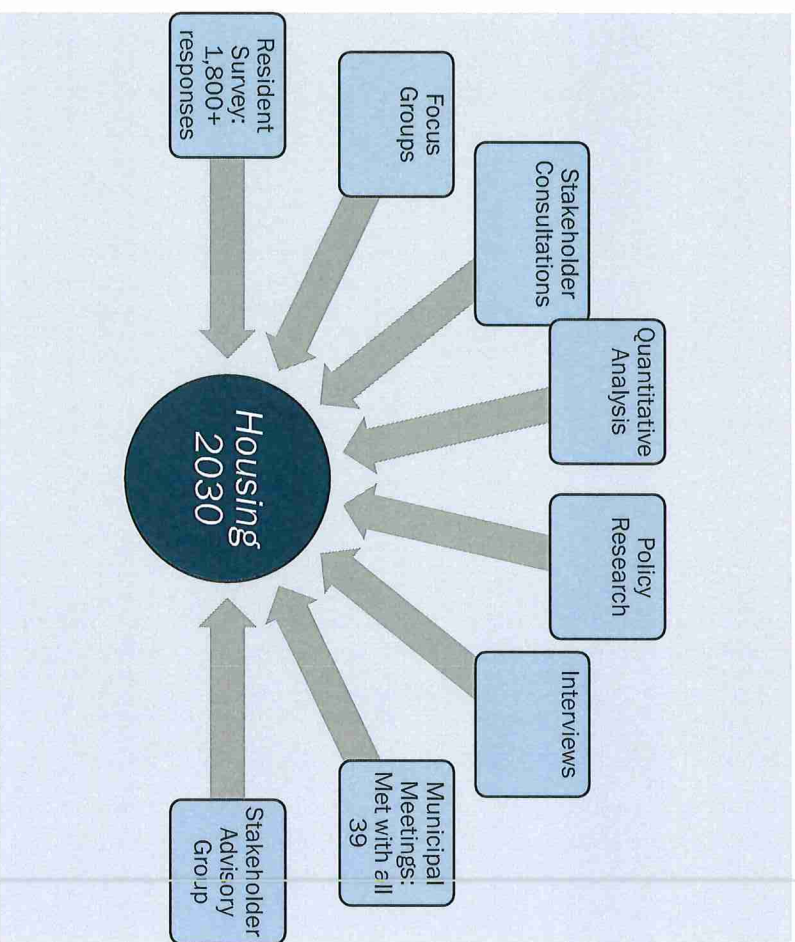 Resident
Survey:
1,800+
responses
Focus
Groups
Stakeholder
Consultations
Quantitative
Analysis
Policy
Research
Interviews
Municipal
Meetings:
Met with all
39
Stakeholder
Advisory
Group
Housing
2030